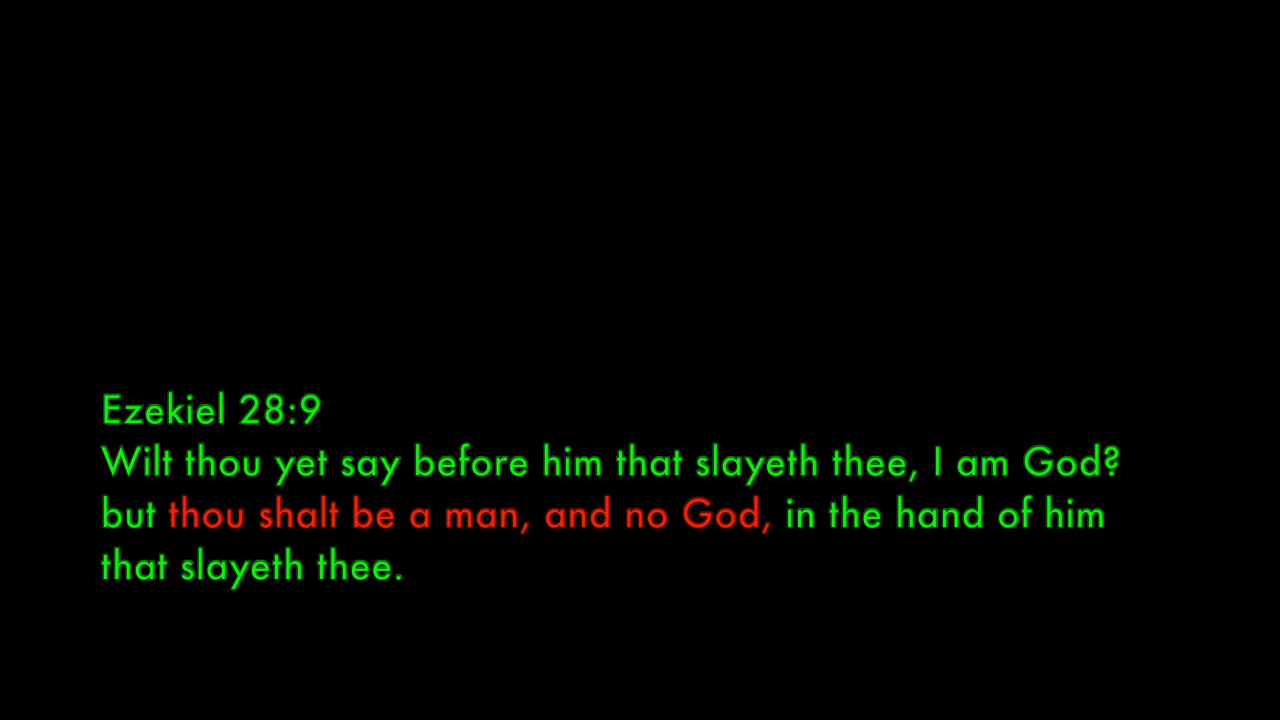 Ezekiel 28:9
Wilt thou yet say before him that slayeth thee, I am God?
but thou shalt be a man, and no God, in the hand of him
that slayeth thee.